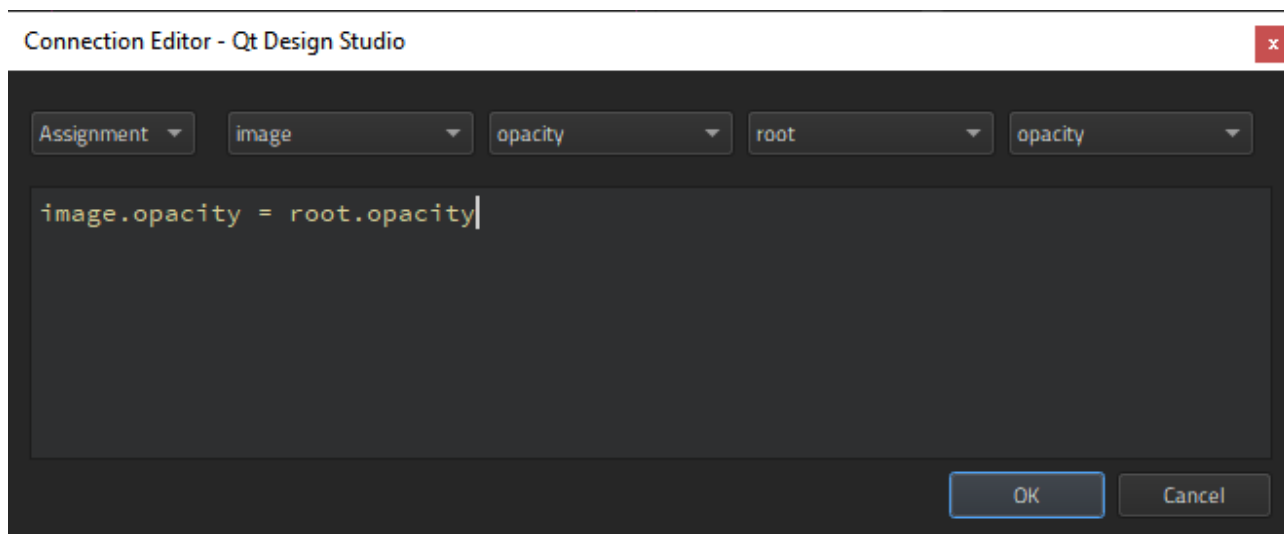 Connection Editor - Qt Design Studio
x
Assignment image opacity root opacity
image.opacity = root.opacity
OK Cancel